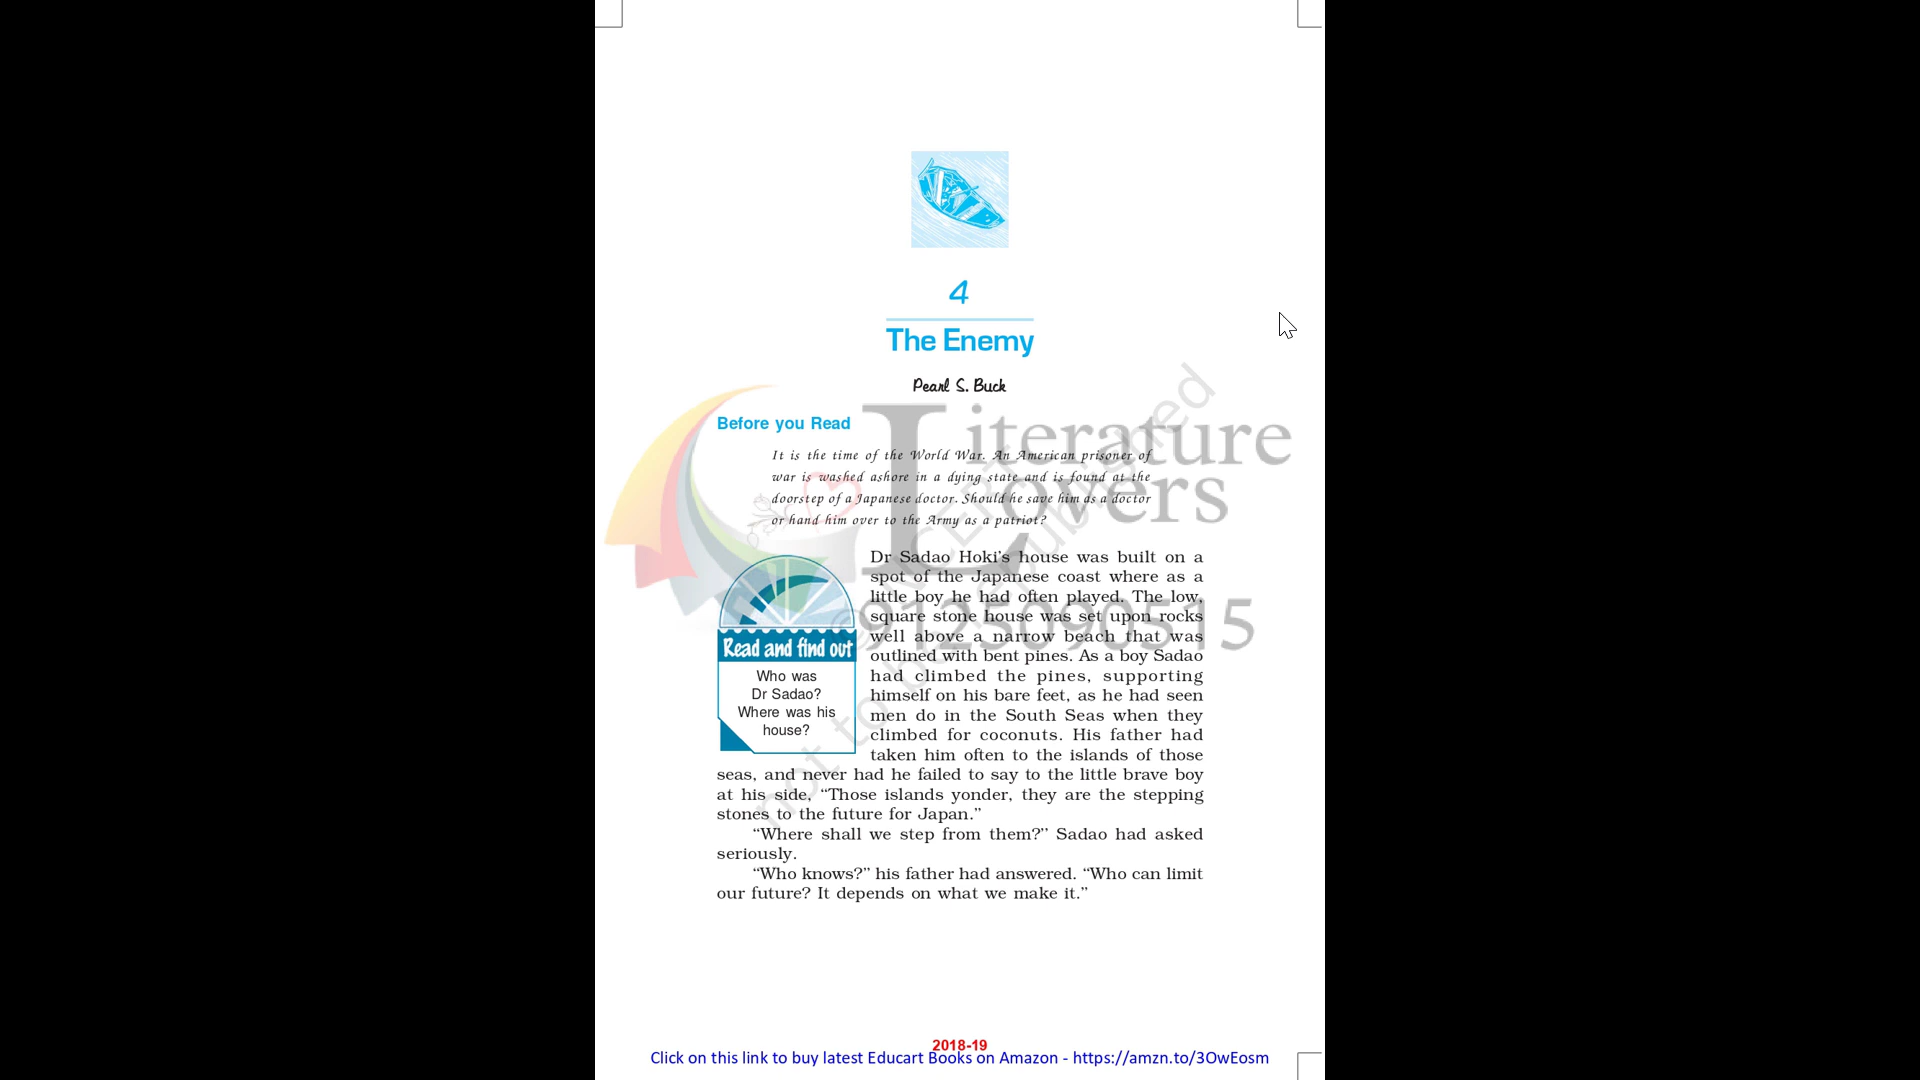 4
The Enemy
Pearl S. Buck
Before you Read
It is the time of the World War. An American prisoner of
war is washed ashore in a dying state and is found at the
doorstep of a Japanese doctor. Should he save him as a doctor
or hand him over to the Army as a patriot?
Literature
Lovers
9125090515
not to be republished
Read and find out
Who was
Dr Sadao?
Where was his
house?
Dr Sadao Hoki's house was built on a
spot of the Japanese coast where as a
little boy he had often played. The low,
square stone house was set upon rocks
well above a narrow beach that was
outlined with bent pines. As a boy Sadao
had climbed the pines, supporting
himself on his bare feet, as he had seen
men do in the South Seas when they
climbed for coconuts. His father had
taken him often to the islands of those
seas, and never had he failed to say to the little brave boy
at his side, “Those islands yonder, they are the stepping
stones to the future for Japan.”
“Where shall we step from them?’’ Sadao had asked
seriously.
“Who knows?” his father had answered. “Who can limit
our future? It depends on what we make it.”
2018-19
Click on this link to buy latest Educart Books on Amazon - https://amzn.to/3OwEosm